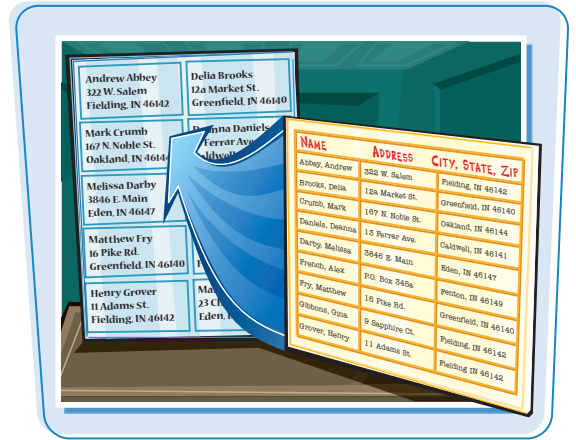 Andrew Abbey
322 W. Salem
Fielding, IN 46142
Delia Brooks
12a Market St.
Greenfield, IN 46140
Mark Crumb
167 N. Noble St.
Oakland, IN 46144
Daniels
Ferrar Ave.
Melissa Darby
3846 E. Main
Eden, IN 46147
Matthew Fry
16 Pike Rd.
Greenfield, IN 46140
Henry Grover
11 Adams St.
Fielding, IN 46142
23
Eden,
NAME ADDRESS CITY, STATE, ZIP
Abbey, Andrew 322 W. Salem Fielding, IN 46142
Brooks, Delia 12a Market St. Greenfield, IN 46140
Crumb, Mark 167 N. Noble St. Oakland, IN 46144
Daniels, Deanna 13 Ferrar Ave. Caldwell, IN 46141
Darby, Melissa 3846 E. Main Eden, IN 46147
French, Alex P.O. Box 345a Fenton, IN 46149
Fry, Matthew 16 Pike Rd. Greenfield, IN 46140
Gibbons, Gina 9 Sapphire Ct. Fielding, IN 46142
Grover, Henry 11 Adams St. Fielding IN 46142